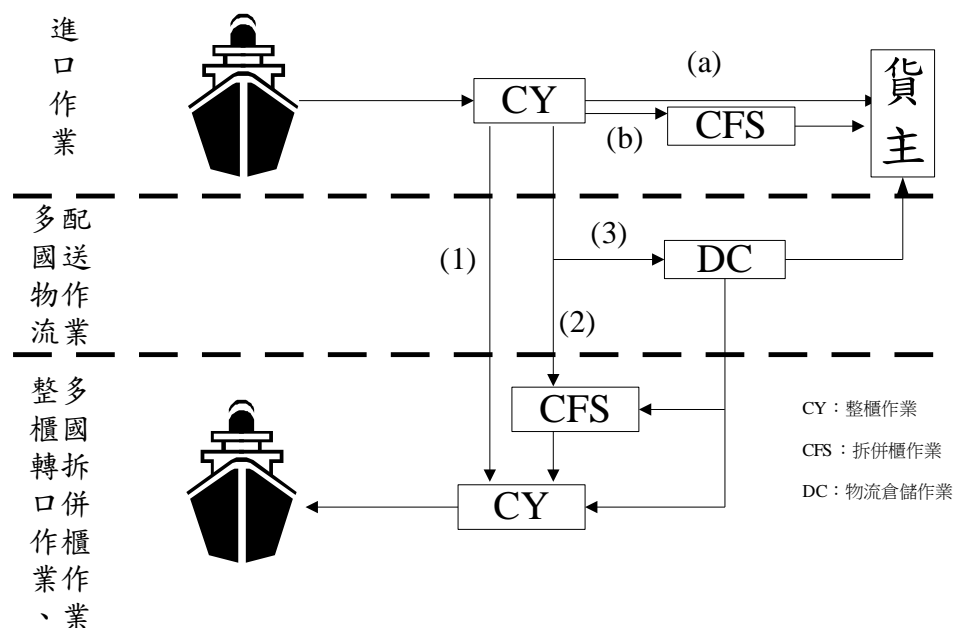 進口作業
(a)
CY
(b)
CFS
貨主
多國物流
配送作業
(1)
(3)
DC
(2)
整櫃轉口作業、
多國拆併櫃作業
CFS
CY
CY：整櫃作業
CFS：拆併櫃作業
DC：物流倉儲作業